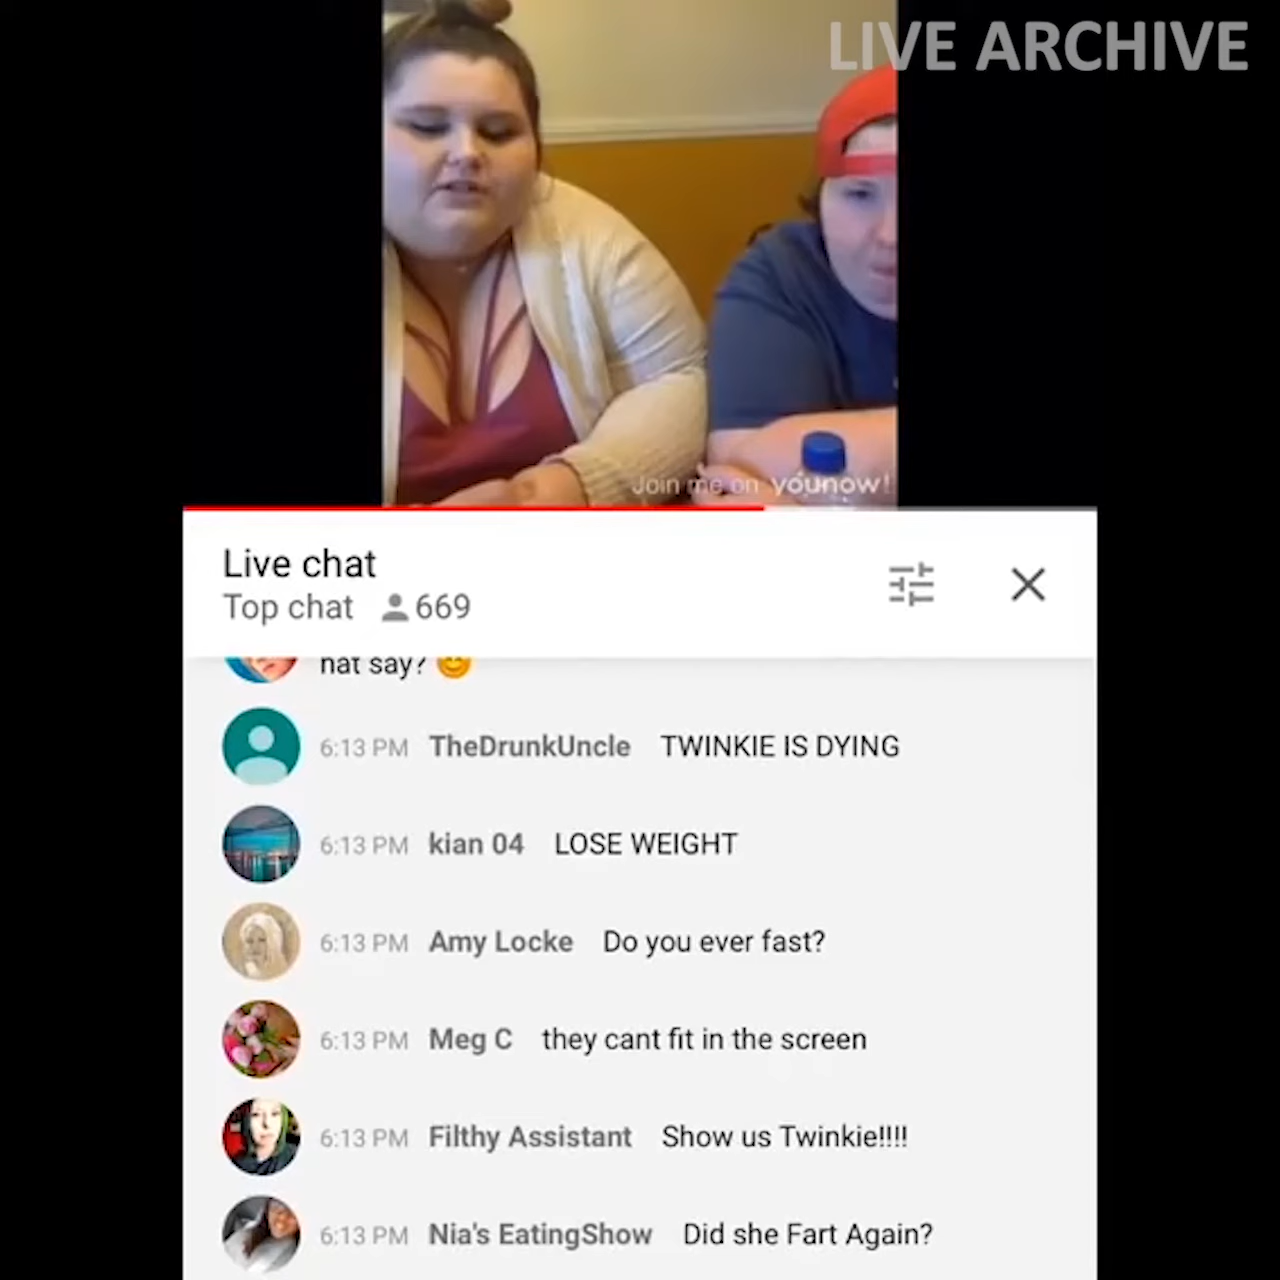 LIVE ARCHIVE
Join me on younow!
Live chat
Top chat 669
hat say? 😊
6:13 PM TheDrunkUncle TWINKIE IS DYING
6:13 PM kian 04 LOSE WEIGHT
6:13 PM Amy Locke Do you ever fast?
6:13 PM Meg C they cant fit in the screen
6:13 PM Filthy Assistant Show us Twinkie!!!!
6:13 PM Nia's EatingShow Did she Fart Again?